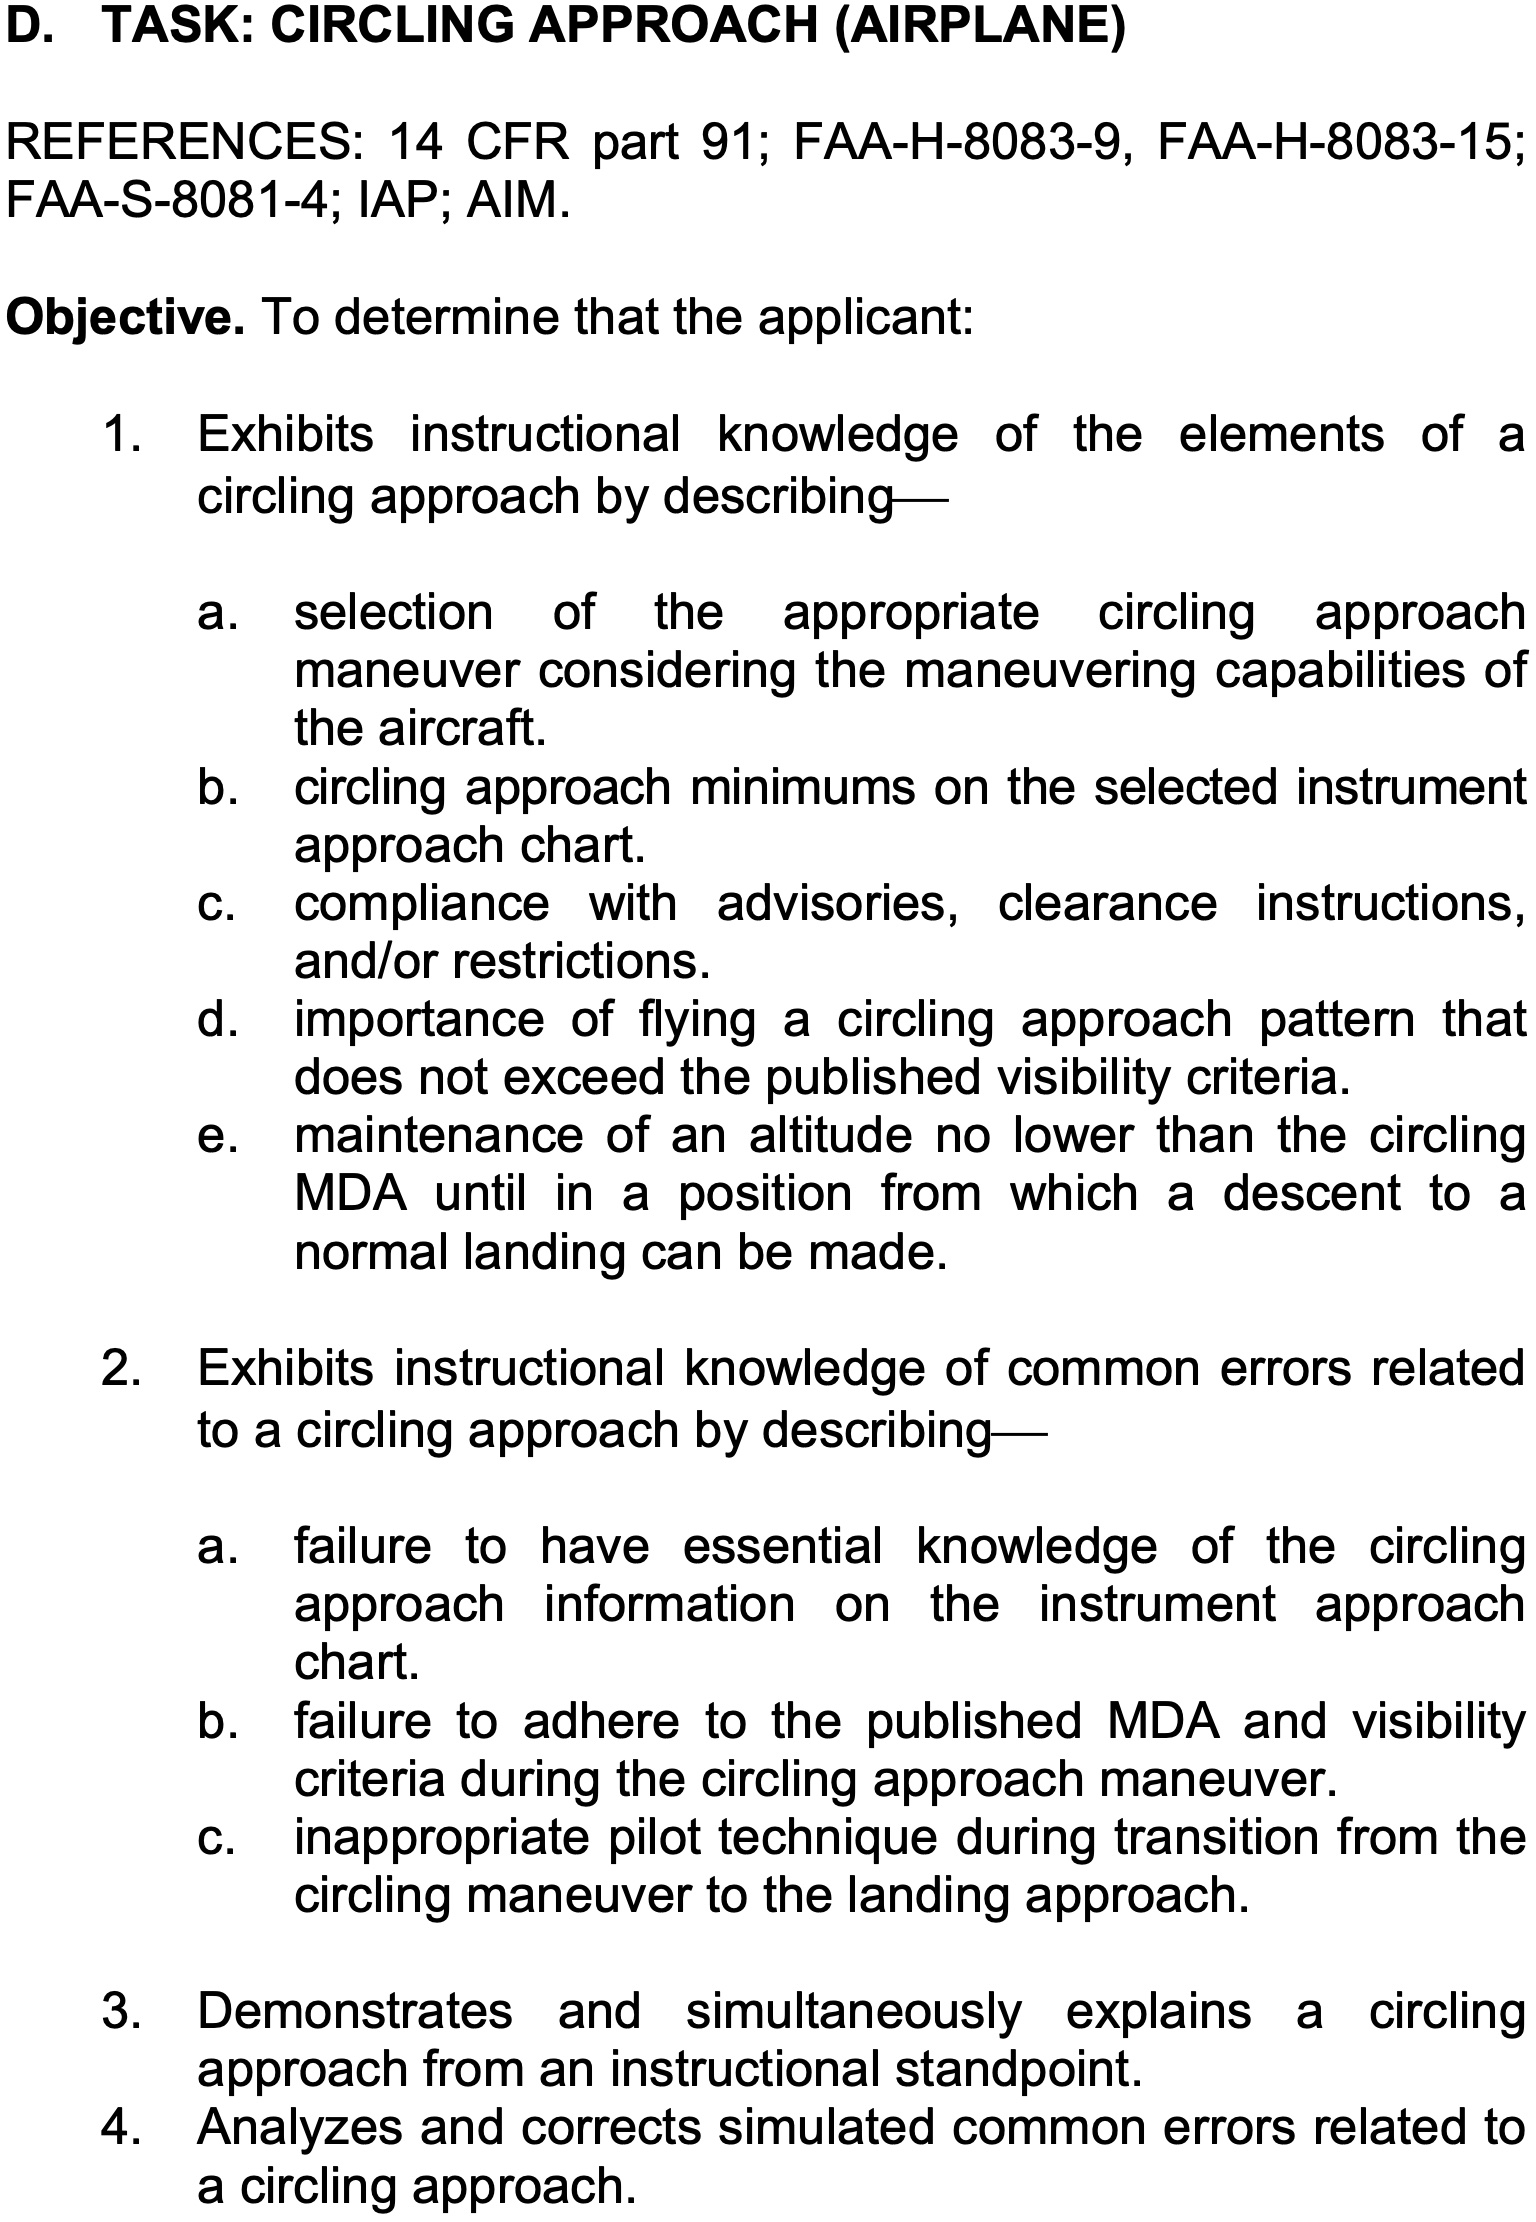 D. TASK: CIRCLING APPROACH (AIRPLANE)
REFERENCES: 14 CFR part 91; FAA-H-8083-9, FAA-H-8083-15;
FAA-S-8081-4; IAP; AIM.
Objective. To determine that the applicant:
1. Exhibits instructional knowledge of the elements of a
circling approach by describing—
a. selection of the appropriate circling approach
maneuver considering the maneuvering capabilities of
the aircraft.
b. circling approach minimums on the selected instrument
approach chart.
c. compliance with advisories, clearance instructions,
and/or restrictions.
d. importance of flying a circling approach pattern that
does not exceed the published visibility criteria.
e. maintenance of an altitude no lower than the circling
MDA until in a position from which a descent to a
normal landing can be made.
2. Exhibits instructional knowledge of common errors related
to a circling approach by describing—
a. failure to have essential knowledge of the circling
approach information on the instrument approach
chart.
b. failure to adhere to the published MDA and visibility
criteria during the circling approach maneuver.
c. inappropriate pilot technique during transition from the
circling maneuver to the landing approach.
3. Demonstrates and simultaneously explains a circling
approach from an instructional standpoint.
4. Analyzes and corrects simulated common errors related to
a circling approach.